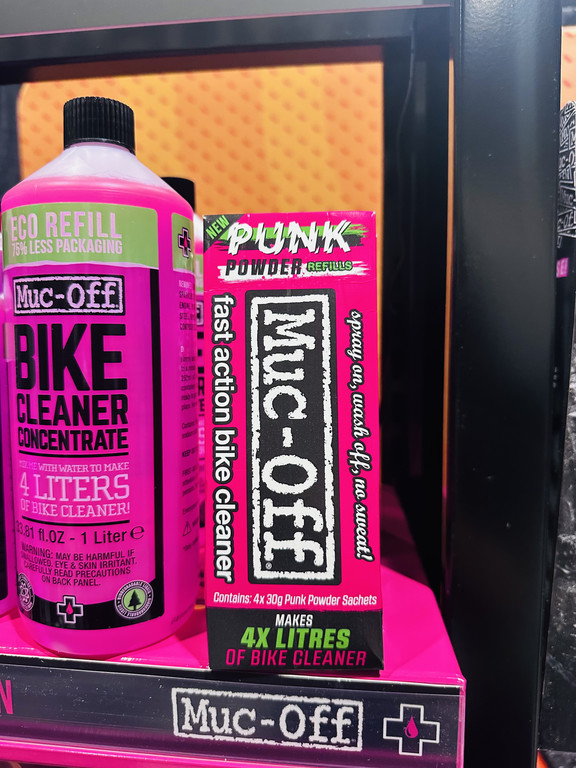 ECO REFILL
75% LESS PACKAGING
Muc-Off
BIKE
CLEANER
CONCENTRATE
MIX ME WITH WATER TO MAKE
4 LITERS
OF BIKE CLEANER!
33.81 fl.OZ - 1 Liter ℮
WARNING: MAY BE HARMFUL IF
SWALLOWED. EYE & SKIN IRRITANT.
CAREFULLY READ PRECAUTIONS
ON BACK PANEL.
NEW
PUNK
POWDER REFILLS
fast action bike cleaner
Muc-Off
spray on, wash off, no sweat!
Contains: 4x 30g Punk Powder Sachets
MAKES
4X LITRES
OF BIKE CLEANER
N
Muc-Off